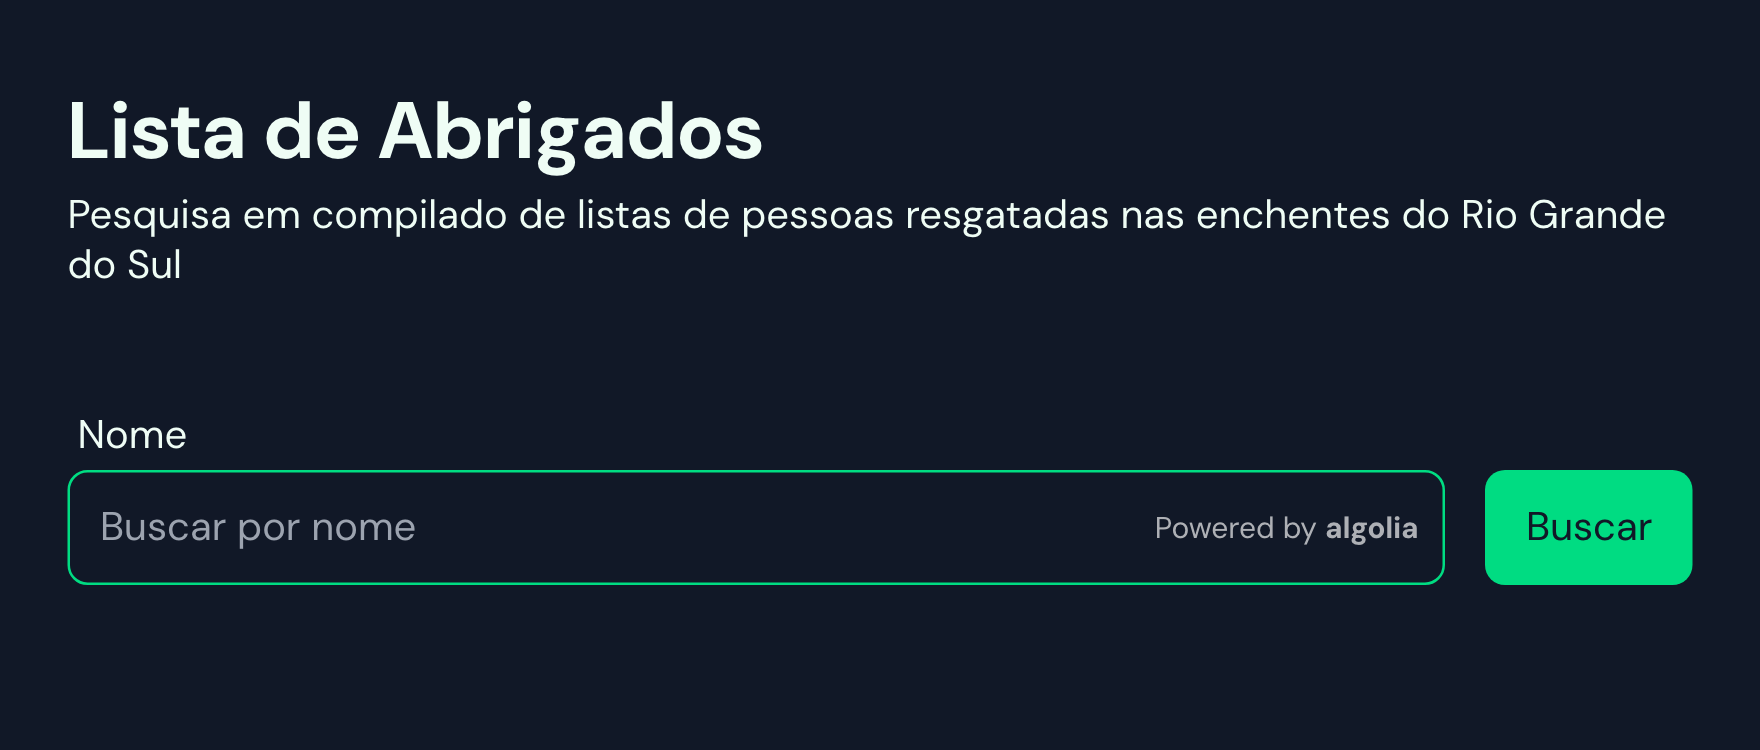 Lista de Abrigados
Pesquisa em compilado de listas de pessoas resgatadas nas enchentes do Rio Grande
do Sul
Nome
Buscar por nome Powered by algolia Buscar